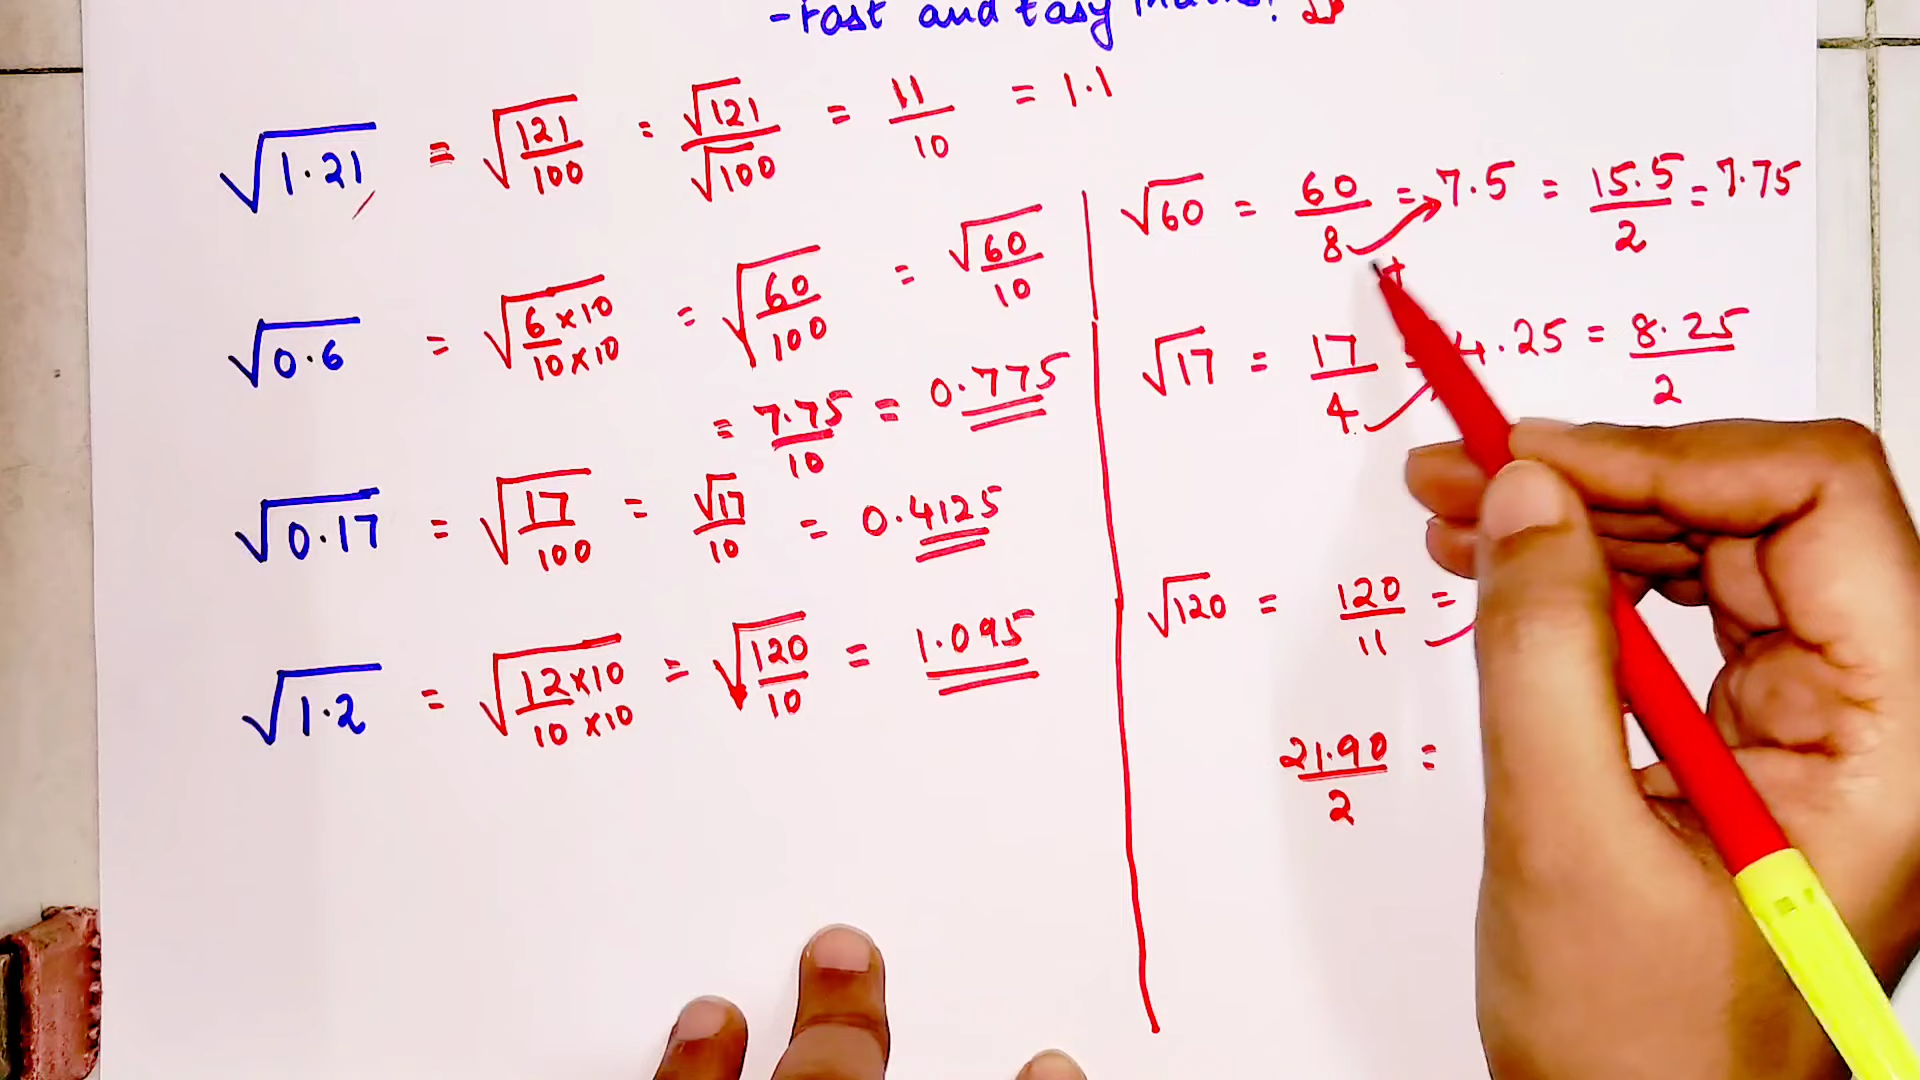 -Fast and Easy Maths!
√1.21 = √(121/100) = √121/√100 = 11/10 = 1.1
√0.6 = √(6×10/10×10) = √(60/100) = √60/10
= 7.75/10 = 0.775
√0.17 = √(17/100) = √17/10 = 0.4125
√1.2 = √(12×10/10×10) = √120/10 = 1.095
√60 = 60/8 = 7.5 = 15.5/2 = 7.75
+
√17 = 17/4 = 4.25 = 8.25/2
√120 = 120/11 =
21.90/2 =